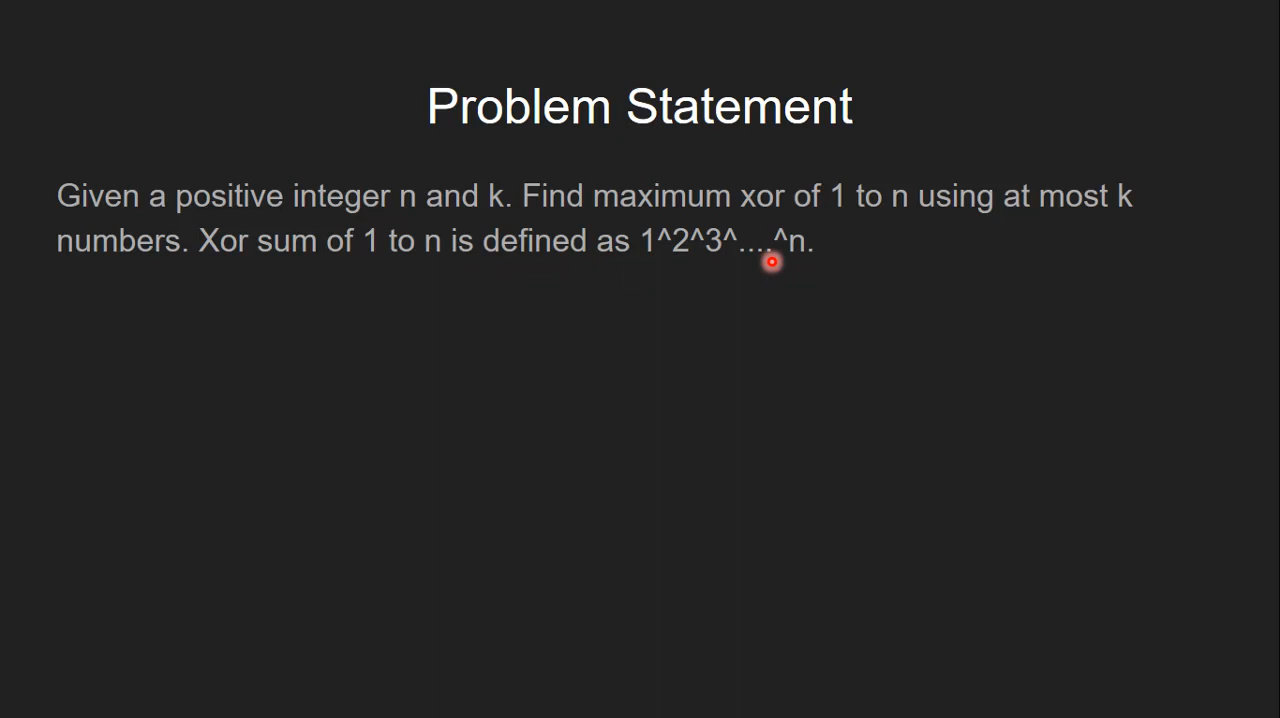 Problem Statement
Given a positive integer n and k. Find maximum xor of 1 to n using at most k
numbers. Xor sum of 1 to n is defined as 1^2^3^....^n.